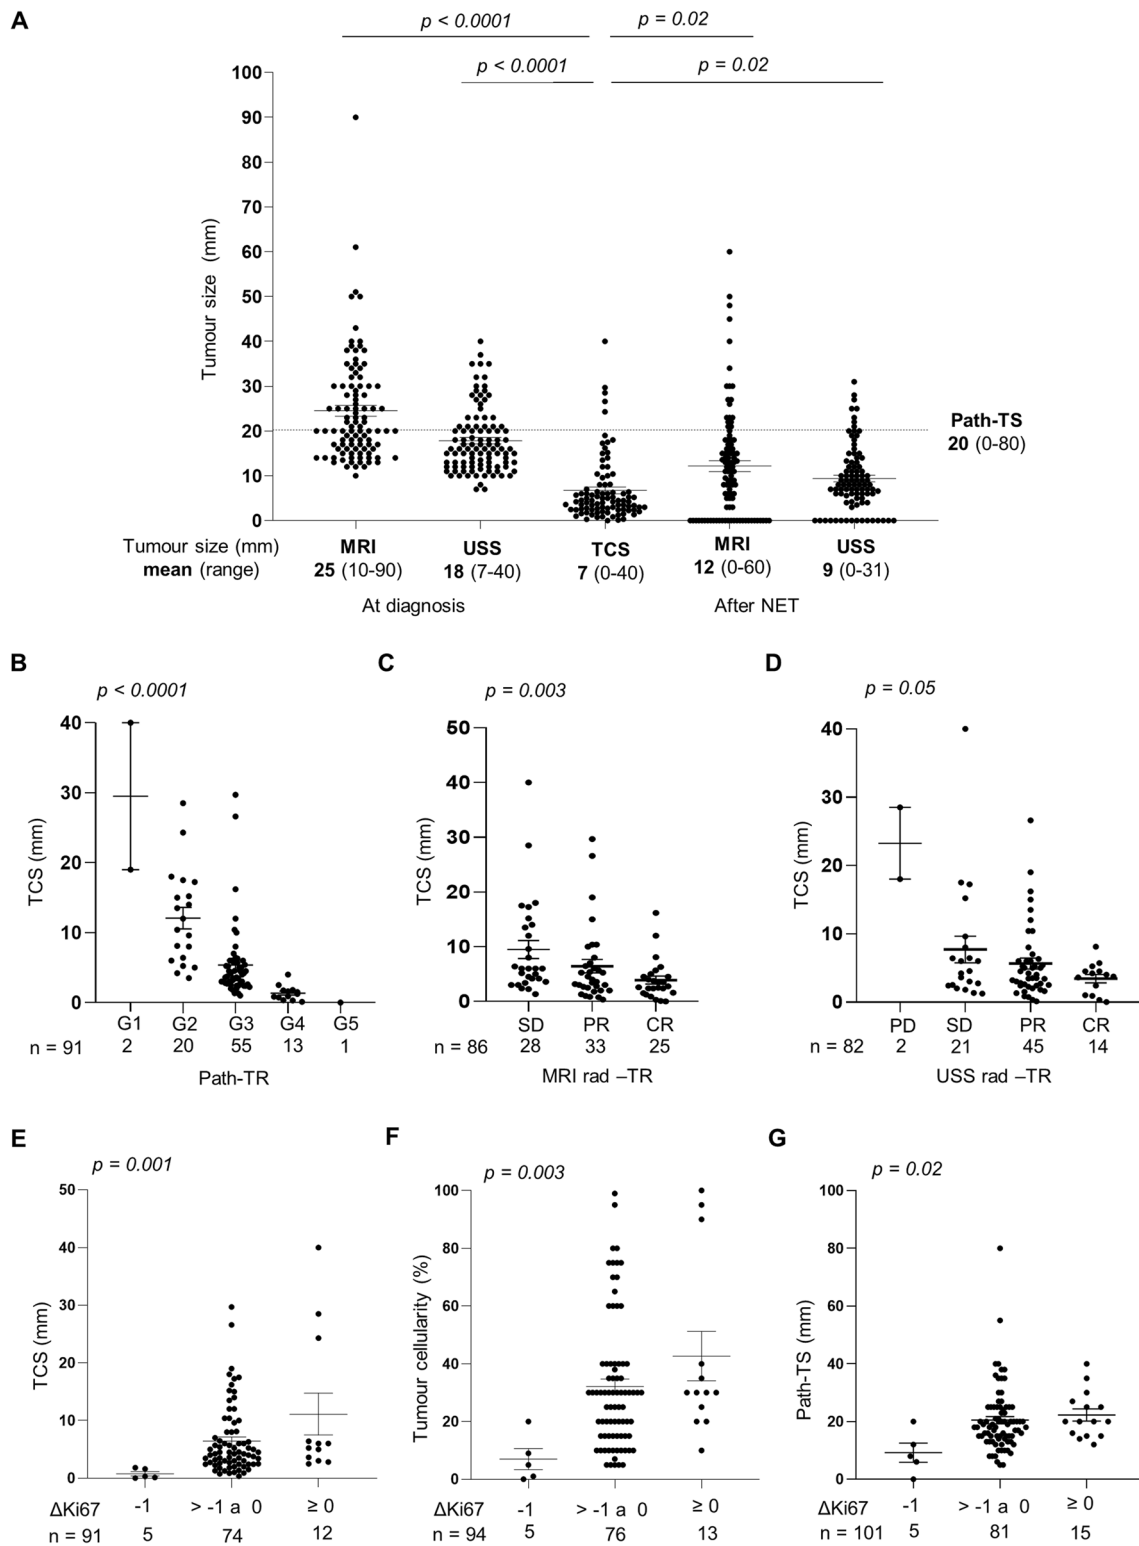 A
p < 0.0001
p = 0.02
p < 0.0001
p = 0.02
Tumour size (mm)
100
90
80
70
60
50
40
30
20
10
0
Path-TS
20 (0-80)
Tumour size (mm)
mean (range)
MRI
25 (10-90)
USS
18 (7-40)
TCS
7 (0-40)
MRI
12 (0-60)
USS
9 (0-31)
At diagnosis
After NET
B
p < 0.0001
TCS (mm)
40
30
20
10
0
G1 G2 G3 G4 G5
n = 91 2 20 55 13 1
Path-TR
C
p = 0.003
TCS (mm)
50
40
30
20
10
0
SD PR CR
n = 86 28 33 25
MRI rad –TR
D
p = 0.05
TCS (mm)
40
30
20
10
0
PD SD PR CR
n = 82 2 21 45 14
USS rad –TR
E
p = 0.001
TCS (mm)
50
40
30
20
10
0
ΔKi67 -1 > -1 a 0 ≥ 0
n = 91 5 74 12
F
p = 0.003
Tumour cellularity (%)
100
80
60
40
20
0
ΔKi67 -1 > -1 a 0 ≥ 0
n = 94 5 76 13
G
p = 0.02
Path-TS (mm)
100
80
60
40
20
0
ΔKi67 -1 > -1 a 0 ≥ 0
n = 101 5 81 15